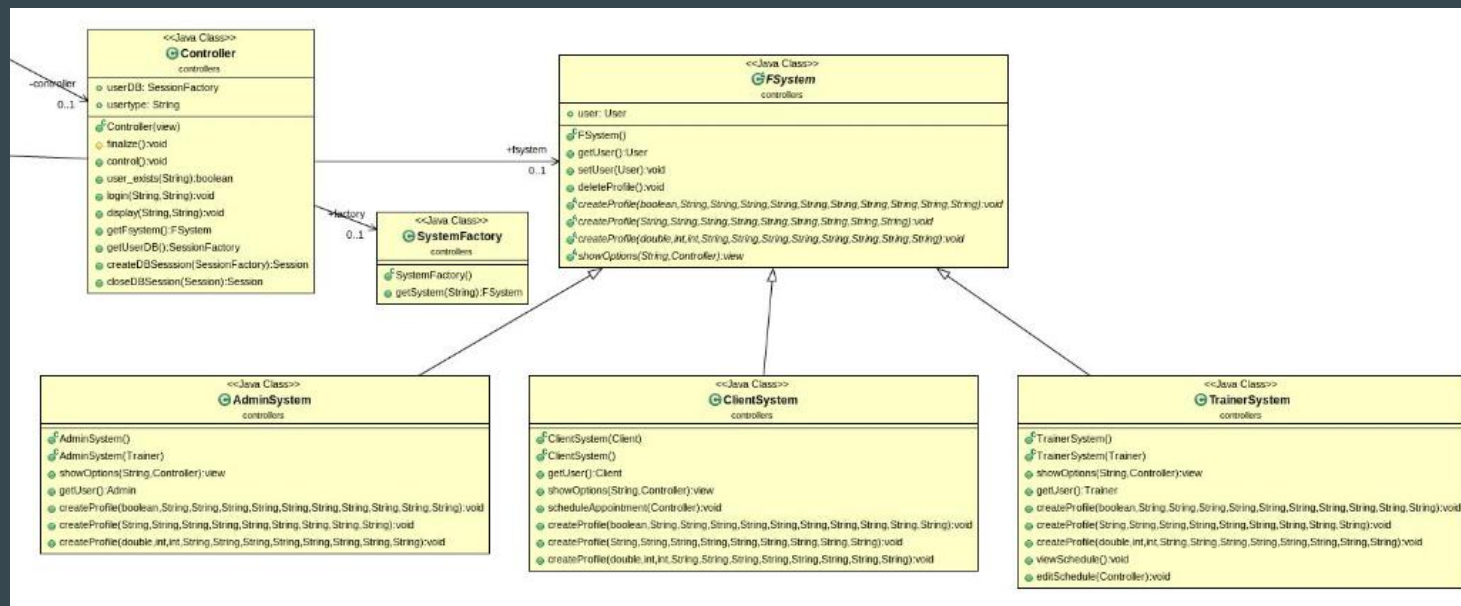 <<Java Class>>
Controller
controllers
userDB: SessionFactory
usertype: String
Controller(view)
finalize():void
control():void
user_exists(String):boolean
login(String,String):void
display(String,String):void
getFsystem():FSystem
getUserDB():SessionFactory
createDBSesssion(SessionFactory):Session
closeDBSession(Session):Session
-controller
0..1
+fsystem
0..1
+factory
0..1
<<Java Class>>
SystemFactory
controllers
SystemFactory()
getSystem(String):FSystem
<<Java Class>>
FSystem
controllers
user: User
FSystem()
getUser():User
setUser(User):void
deleteProfile():void
createProfile(boolean,String,String,String,String,String,String,String,String,String,String):void
createProfile(String,String,String,String,String,String,String,String,String):void
createProfile(double,int,int,String,String,String,String,String,String,String,String):void
showOptions(String,Controller):view
<<Java Class>>
AdminSystem
controllers
AdminSystem()
AdminSystem(Trainer)
showOptions(String,Controller):view
getUser():Admin
createProfile(boolean,String,String,String,String,String,String,String,String,String,String):void
createProfile(String,String,String,String,String,String,String,String,String):void
createProfile(double,int,int,String,String,String,String,String,String,String,String):void
<<Java Class>>
ClientSystem
controllers
ClientSystem(Client)
ClientSystem()
getUser():Client
showOptions(String,Controller):view
scheduleAppointment(Controller):void
createProfile(boolean,String,String,String,String,String,String,String,String,String,String):void
createProfile(String,String,String,String,String,String,String,String,String):void
createProfile(double,int,int,String,String,String,String,String,String,String,String):void
<<Java Class>>
TrainerSystem
controllers
TrainerSystem()
TrainerSystem(Trainer)
showOptions(String,Controller):view
getUser():Trainer
createProfile(boolean,String,String,String,String,String,String,String,String,String,String):void
createProfile(String,String,String,String,String,String,String,String,String):void
createProfile(double,int,int,String,String,String,String,String,String,String,String):void
viewSchedule():void
editSchedule(Controller):void